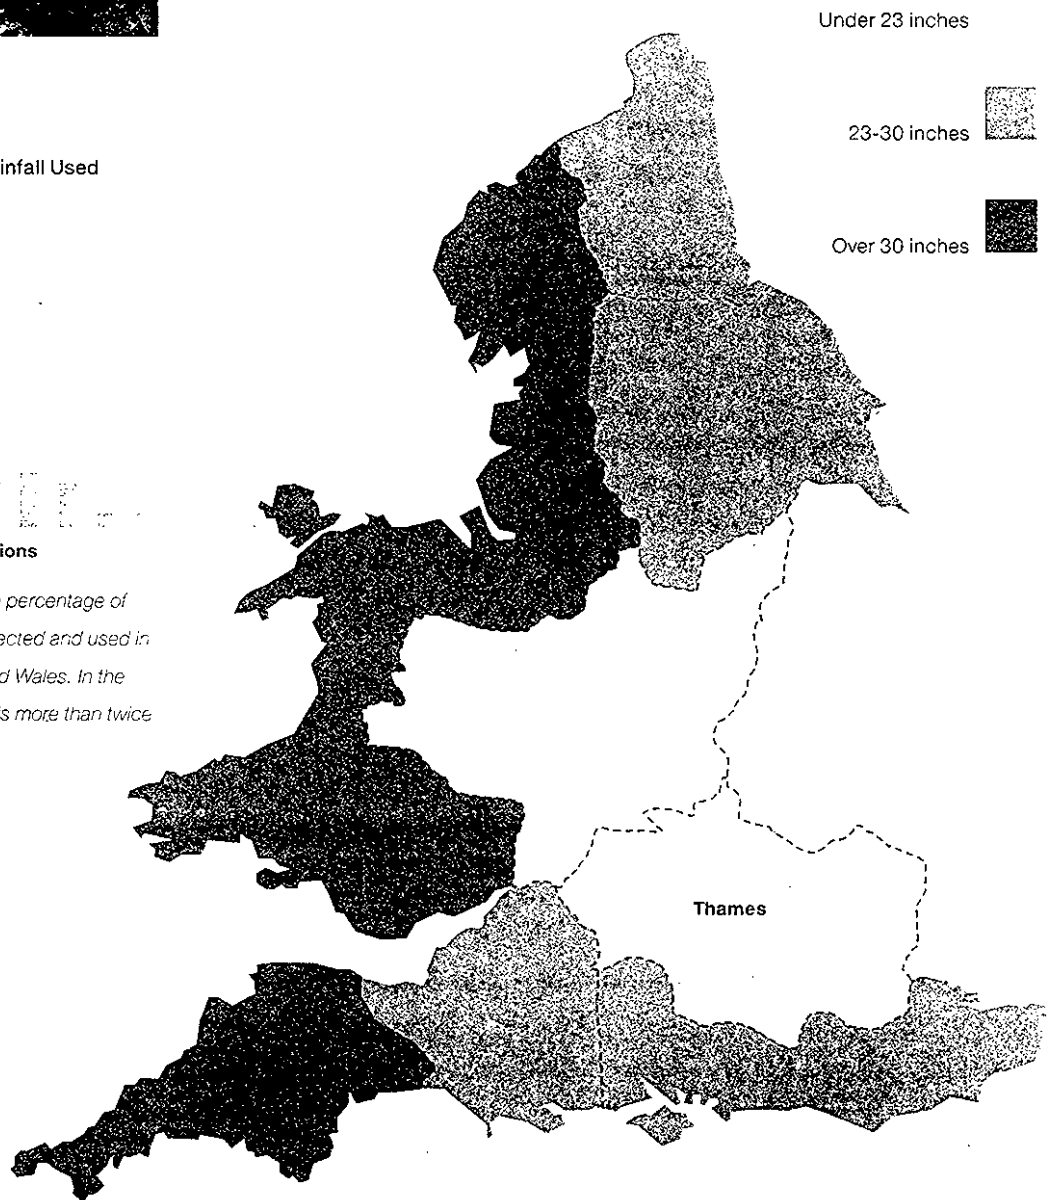 Under 23 inches
23-30 inches
Over 30 inches
infall Used
ions
percentage of
ected and used in
d Wales. In the
s more than twice
Thames